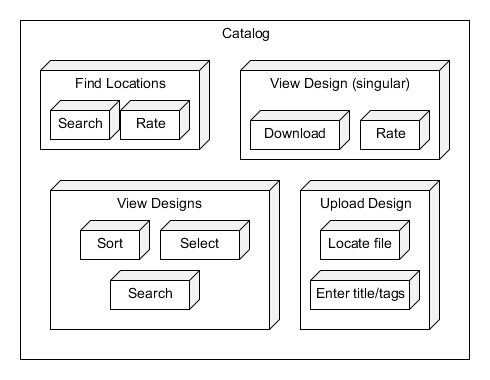 Catalog
Find Locations
Search
Rate
View Design (singular)
Download
Rate
View Designs
Sort
Select
Search
Upload Design
Locate file
Enter title/tags